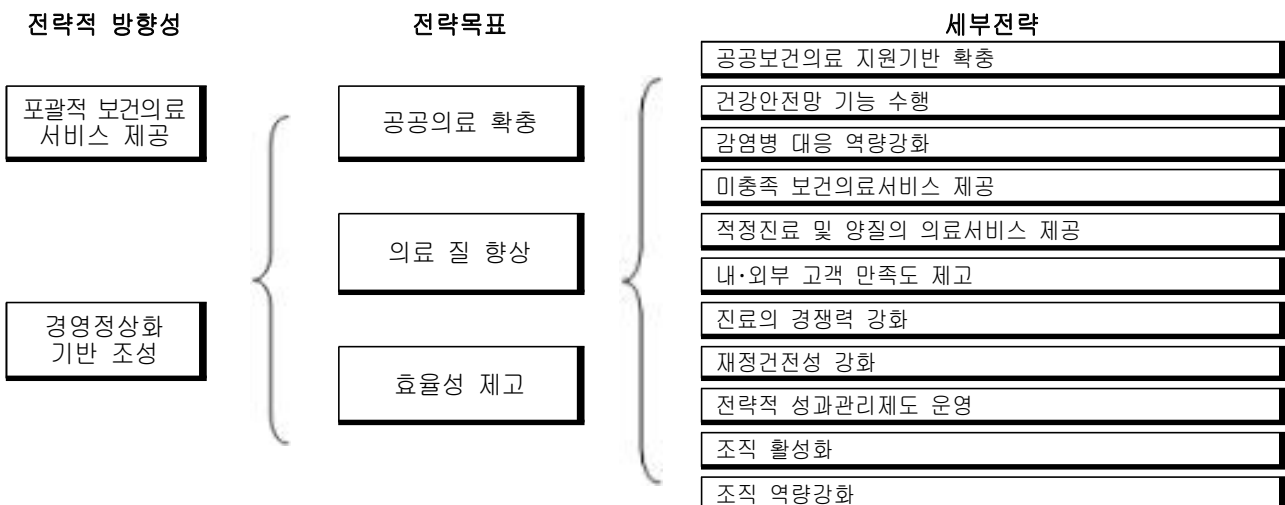 전략적 방향성
전략목표
세부전략
포괄적 보건의료
서비스 제공
경영정상화
기반 조성
공공의료 확충
의료 질 향상
효율성 제고
공공보건의료 지원기반 확충
건강안전망 기능 수행
감염병 대응 역량강화
미충족 보건의료서비스 제공
적정진료 및 양질의 의료서비스 제공
내·외부 고객 만족도 제고
진료의 경쟁력 강화
재정건전성 강화
전략적 성과관리제도 운영
조직 활성화
조직 역량강화